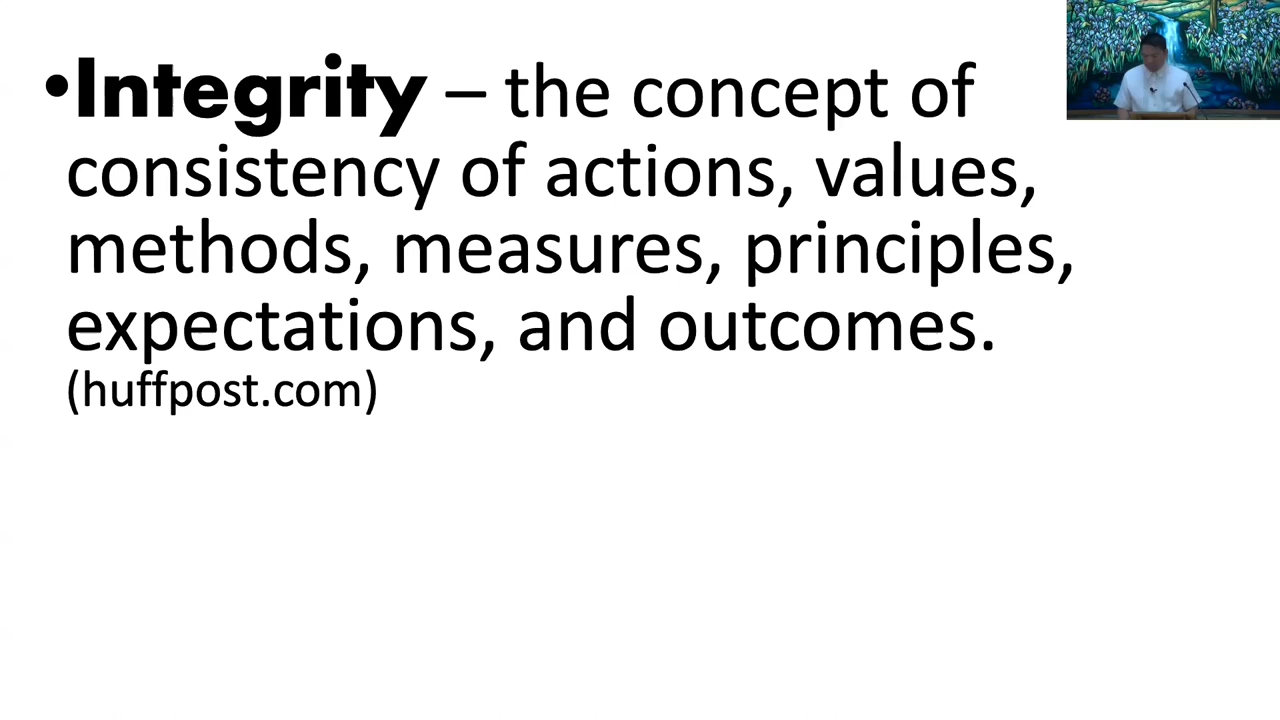 •Integrity – the concept of
consistency of actions, values,
methods, measures, principles,
expectations, and outcomes.
(huffpost.com)